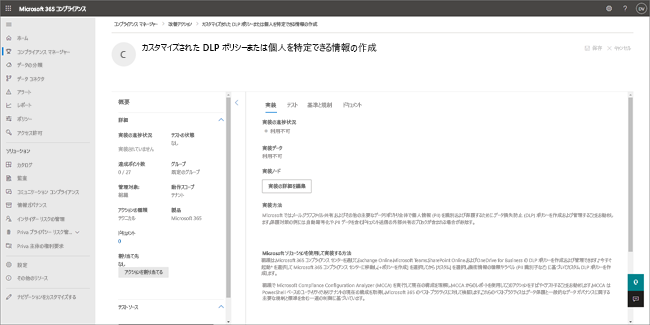 Microsoft 365 コンプライアンス
ホーム
コンプライアンス マネージャー
データの分類
データ コネクタ
アラート
レポート
ポリシー
アクセス許可
ソリューション
カタログ
監査
コミュニケーション コンプライアンス
情報ガバナンス
インサイダー リスクの管理
Priva プライバシー リスク管...
Priva 主体の権利要求
設定
その他のリソース
ナビゲーションをカスタマイズする
コンプライアンス マネージャー > 改善アクション > カスタマイズされた DLP ポリシーまたは個人を特定できる情報の作成
C
カスタマイズされた DLP ポリシーまたは個人を特定できる情報の作成
保存
キャンセル
概要
詳細
実装の進捗状況
テストの状態
実装されていません
なし
達成ポイント数
グループ
0 / 27
既定のグループ
管理対象:
動作スコープ
組織
テナント
アクションの種類
製品
テクニカル
Microsoft 365
ドキュメント
0
割り当て先
なし
アクションを割り当てる
テスト ソース
実装
テスト
基準と規制
ドキュメント
実装の進捗状況
利用不可
実装データ
利用不可
実装ノート
実装の詳細を編集
実装方法
Microsoft ソリューションを使用して実装する方法